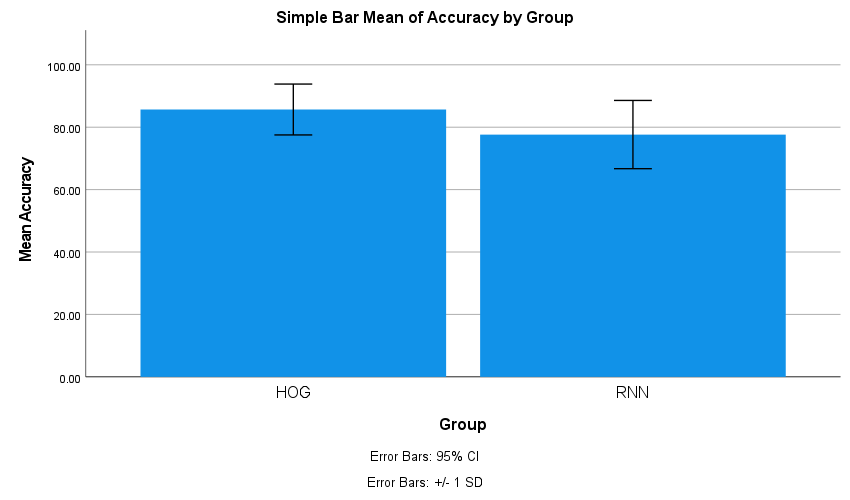 Simple Bar Mean of Accuracy by Group
Mean Accuracy
100.00
80.00
60.00
40.00
20.00
0.00
HOG
RNN
Group
Error Bars: 95% CI
Error Bars: +/- 1 SD